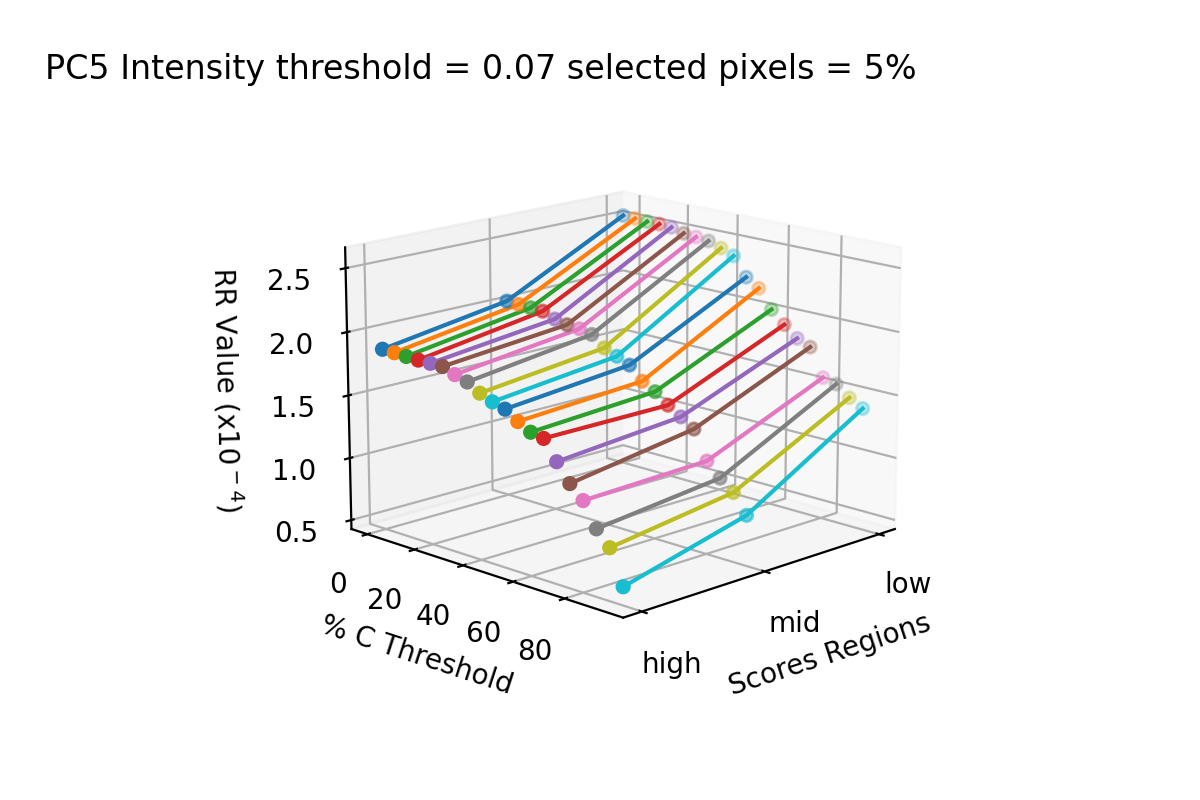 PC5 Intensity threshold = 0.07 selected pixels = 5%
RR Value (x10⁻⁴)
2.5
2.0
1.5
1.0
0.5
0
20
40
60
80
% C Threshold
high
mid
low
Scores Regions